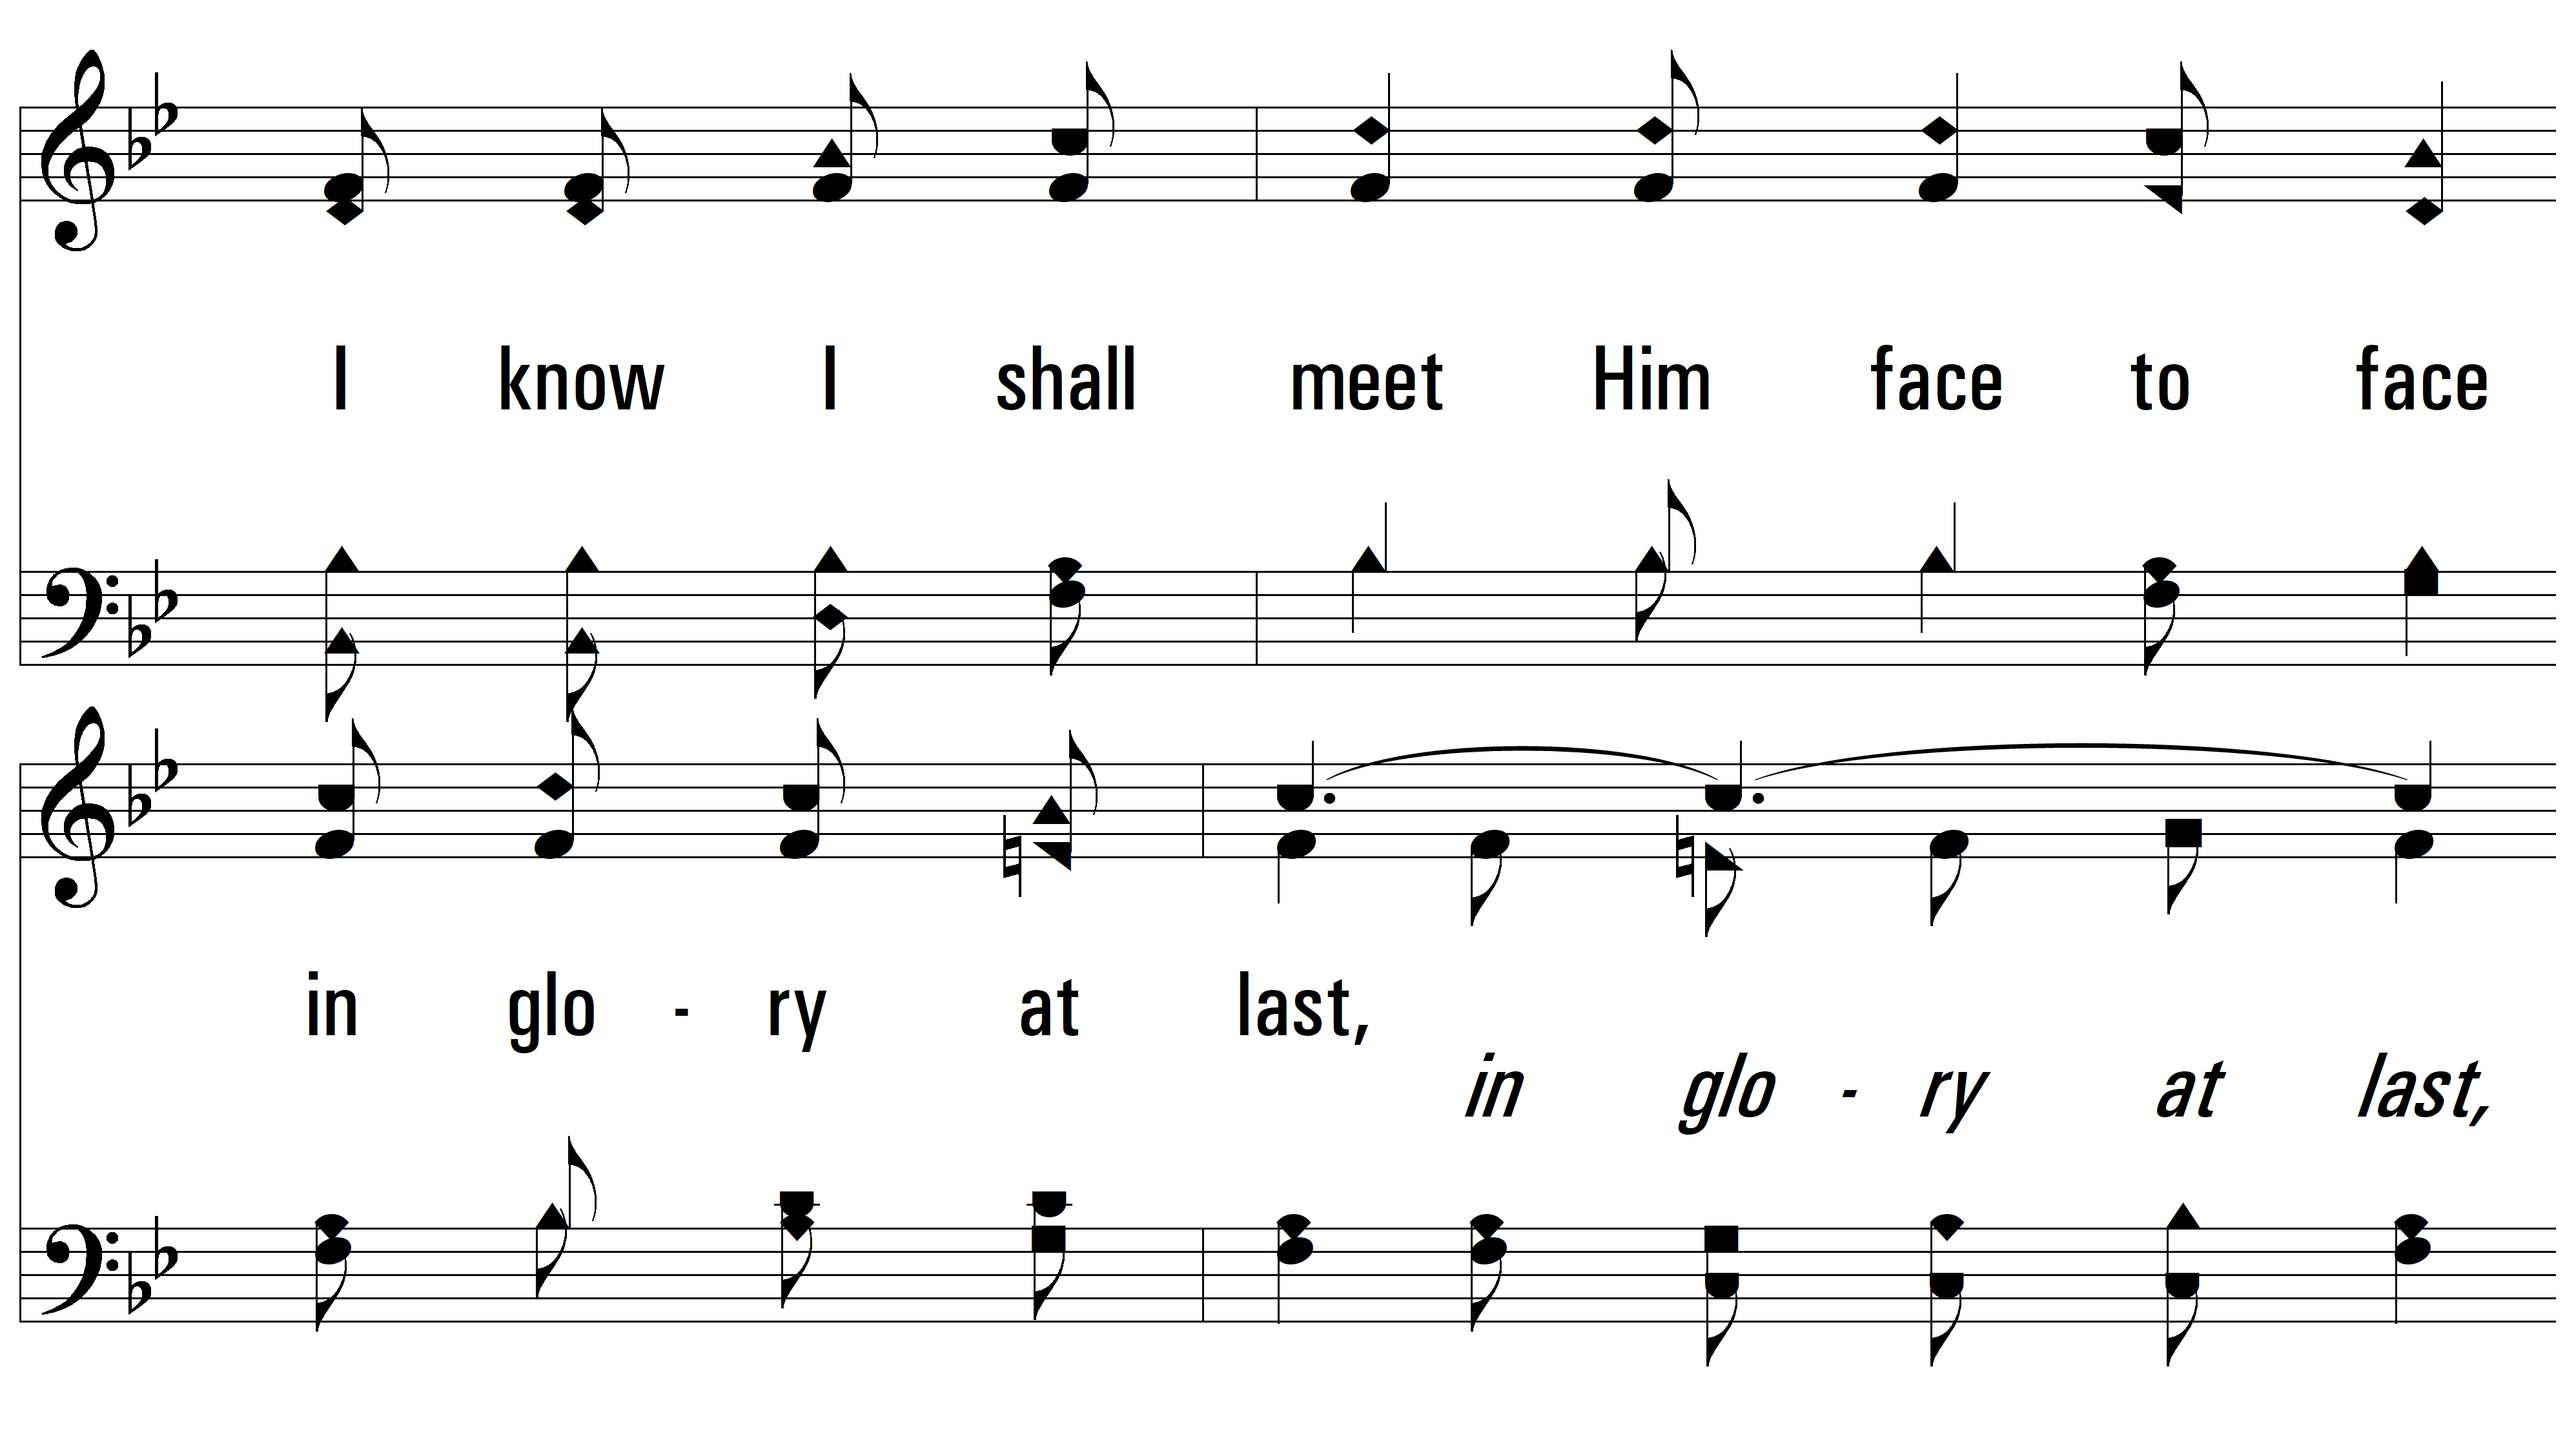 I know I shall meet Him face to face
in glo - ry at last,
in glo - ry at last,